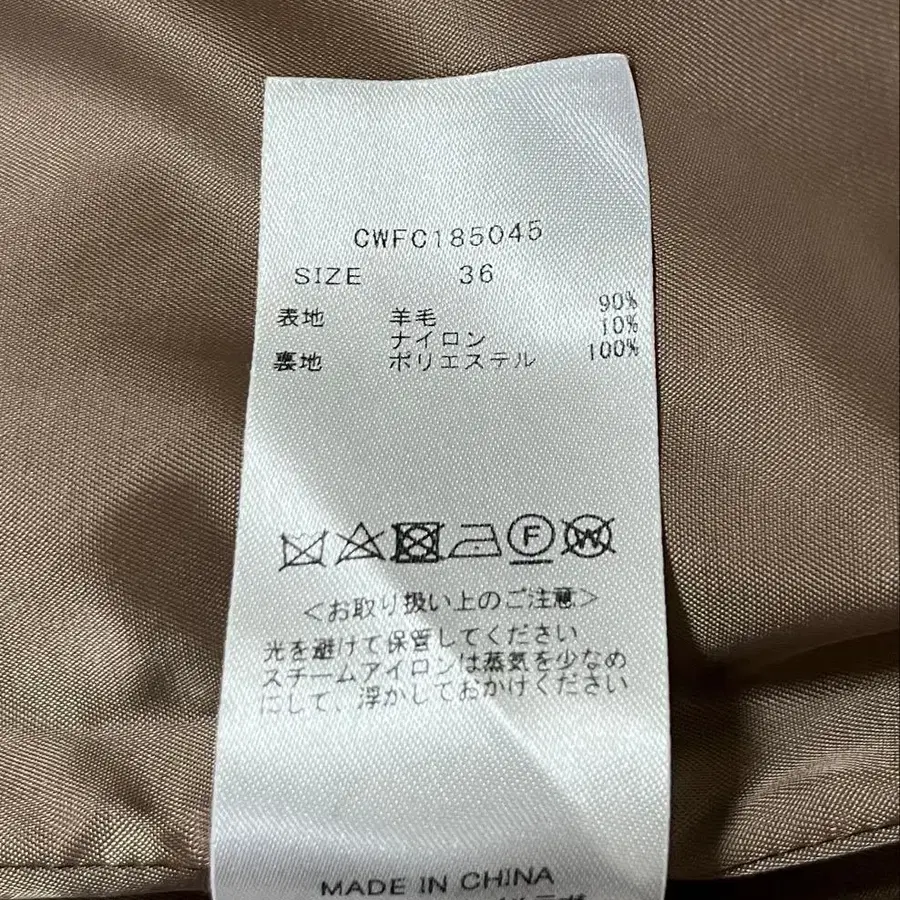 CWFC185045
SIZE 36
表地 羊毛 90%
ナイロン 10%
裏地 ポリエステル 100%
F W
<お取り扱い上のご注意>
光を避けて保管してください
スチームアイロンは蒸気を少なめ
にして、浮かしておかけください
MADE IN CHINA